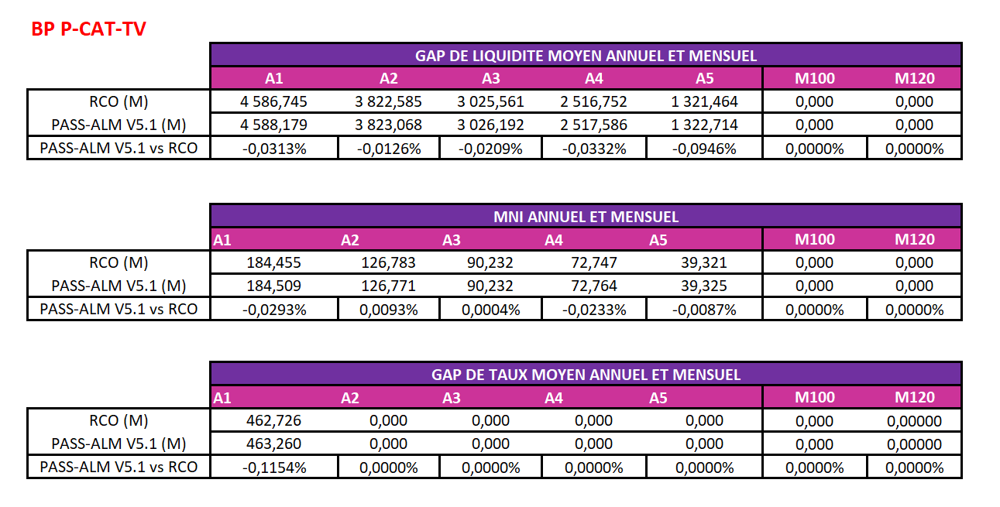 BP P-CAT-TV
GAP DE LIQUIDITE MOYEN ANNUEL ET MENSUEL
A1 A2 A3 A4 A5 M100 M120
RCO (M) 4 586,745 3 822,585 3 025,561 2 516,752 1 321,464 0,000 0,000
PASS-ALM V5.1 (M) 4 588,179 3 823,068 3 026,192 2 517,586 1 322,714 0,000 0,000
PASS-ALM V5.1 vs RCO -0,0313% -0,0126% -0,0209% -0,0332% -0,0946% 0,0000% 0,0000%
MNI ANNUEL ET MENSUEL
A1 A2 A3 A4 A5 M100 M120
RCO (M) 184,455 126,783 90,232 72,747 39,321 0,000 0,000
PASS-ALM V5.1 (M) 184,509 126,771 90,232 72,764 39,325 0,000 0,000
PASS-ALM V5.1 vs RCO -0,0293% 0,0093% 0,0004% -0,0233% -0,0087% 0,0000% 0,0000%
GAP DE TAUX MOYEN ANNUEL ET MENSUEL
A1 A2 A3 A4 A5 M100 M120
RCO (M) 462,726 0,000 0,000 0,000 0,000 0,000 0,00000
PASS-ALM V5.1 (M) 463,260 0,000 0,000 0,000 0,000 0,000 0,00000
PASS-ALM V5.1 vs RCO -0,1154% 0,0000% 0,0000% 0,0000% 0,0000% 0,0000% 0,0000%